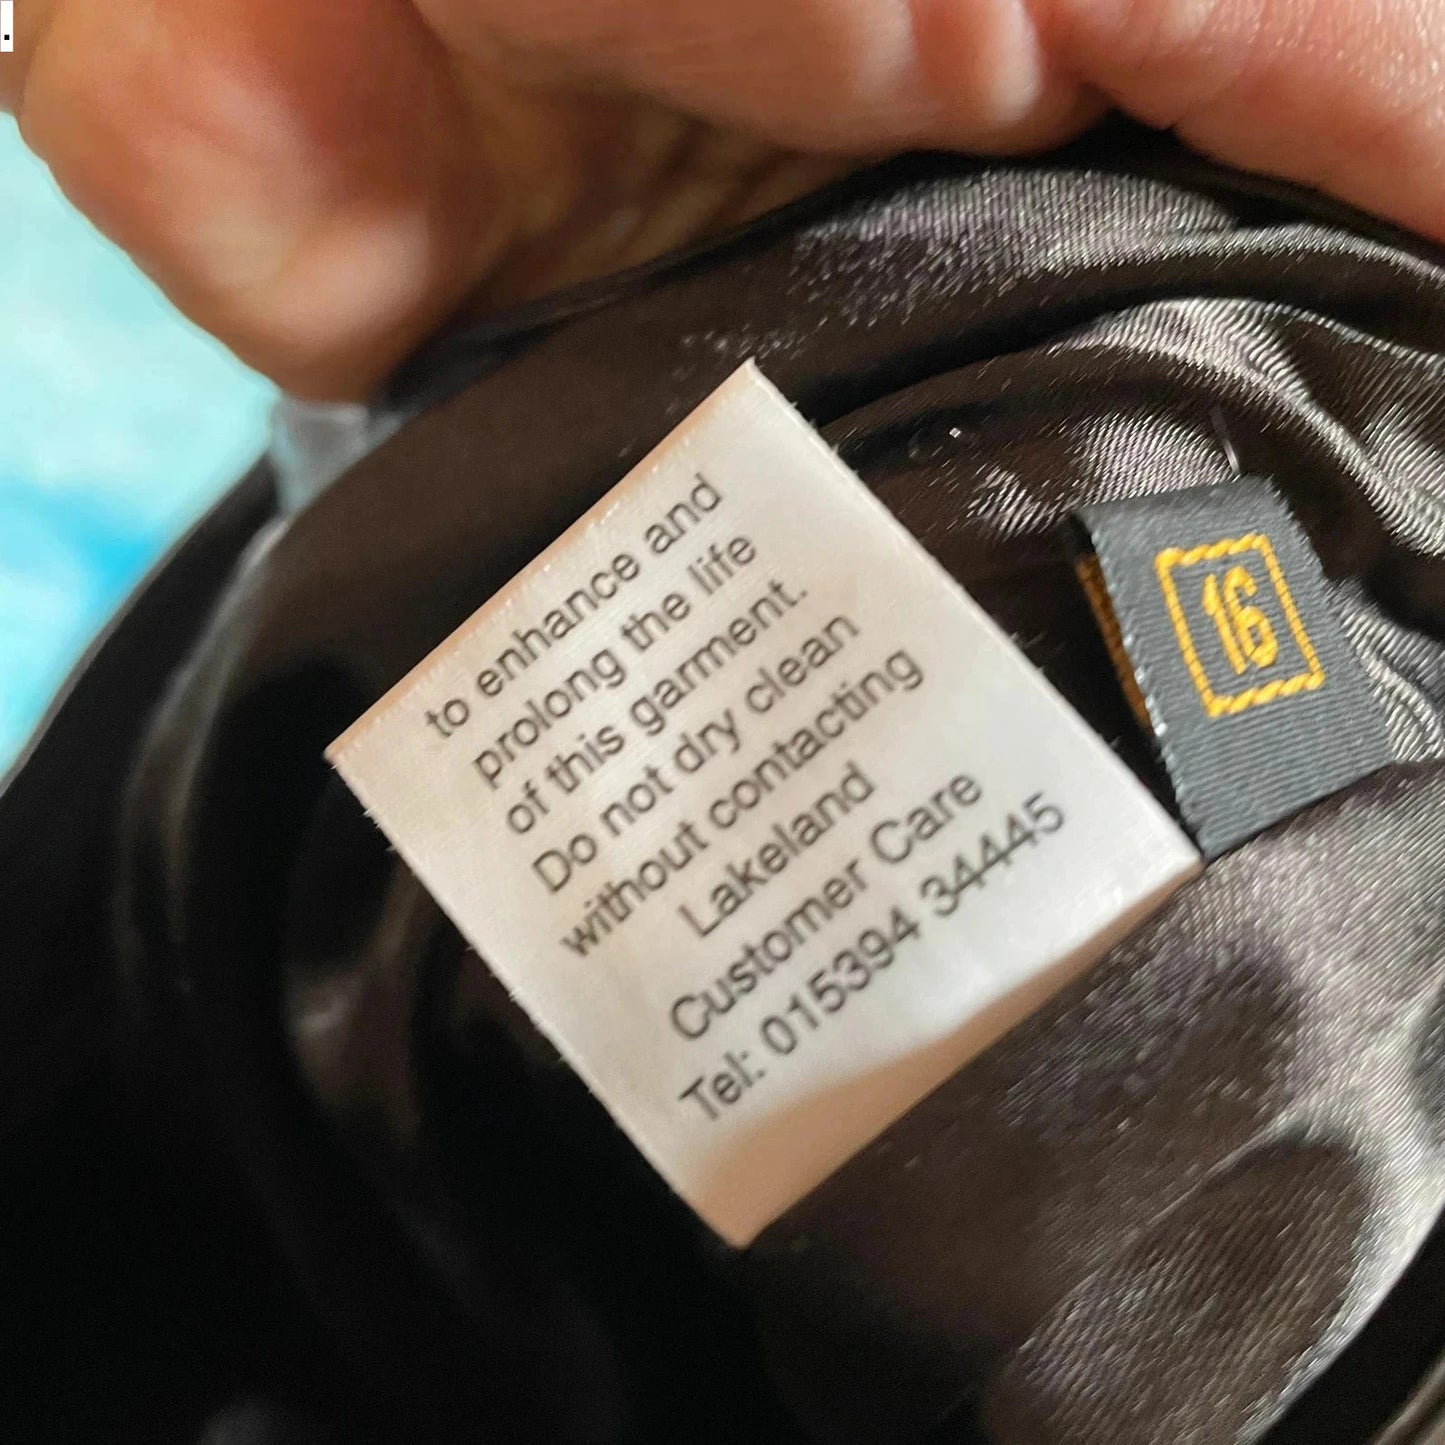 .
to enhance and
prolong the life
of this garment.
Do not dry clean
without contacting
Lakeland
Customer Care
Tel: 015394 34445
16